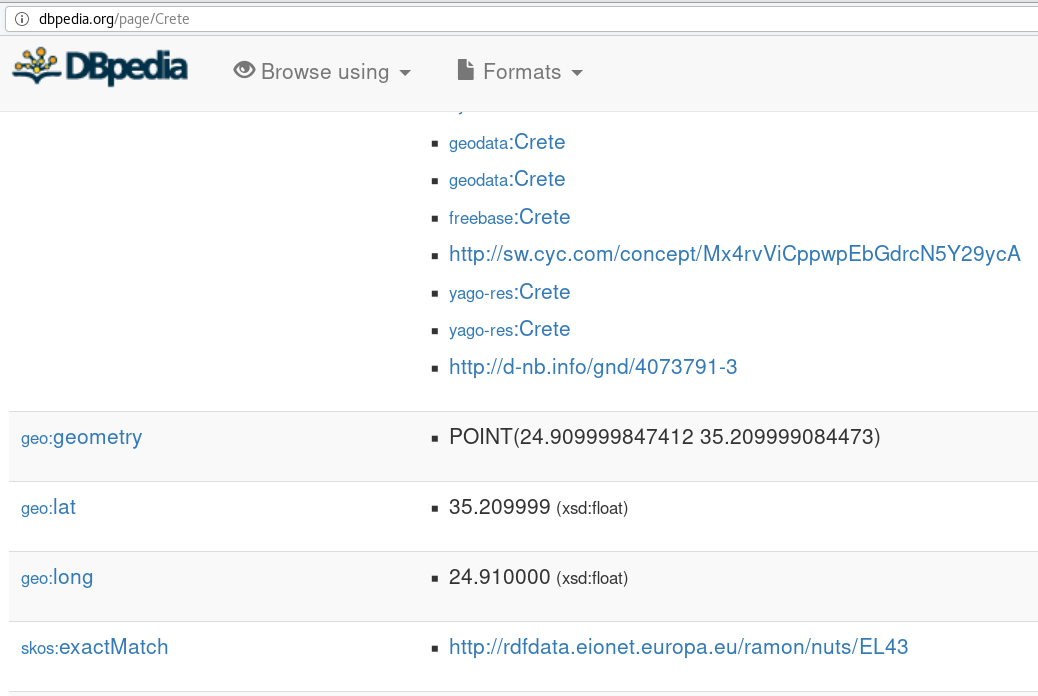 dbpedia.org/page/Crete
DBpedia Browse using Formats
geodata:Crete
geodata:Crete
freebase:Crete
http://sw.cyc.com/concept/Mx4rvViCppwpEbGdrcN5Y29ycA
yago-res:Crete
yago-res:Crete
http://d-nb.info/gnd/4073791-3
geo:geometry POINT(24.909999847412 35.209999084473)
geo:lat 35.209999 (xsd:float)
geo:long 24.910000 (xsd:float)
skos:exactMatch http://rdfdata.eionet.europa.eu/ramon/nuts/EL43